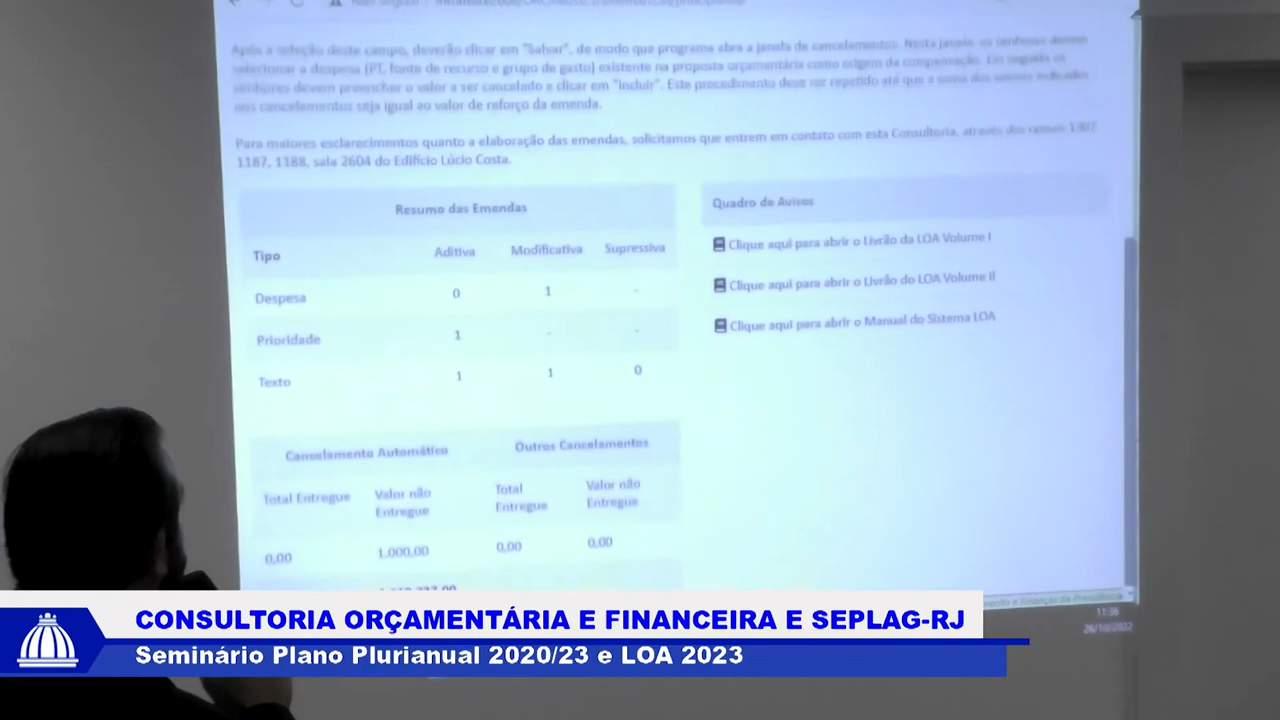 Após a seleção deste campo, deverão clicar em "Salvar", de modo que programa abra a janela de cancelamentos. Nesta janela, os senhores devem
selecionar a despesa (PT, fonte de recurso e grupo de gasto) existente na proposta orçamentária como origem da compensação. Em seguida os
senhores devem preencher o valor a ser cancelado e clicar em "Incluir". Este procedimento deve ser repetido até que a soma dos valores indicados
nos cancelamentos seja igual ao valor de reforço da emenda.
Para maiores esclarecimentos quanto a elaboração das emendas, solicitamos que entrem em contato com esta Consultoria, através dos ramais 1307,
1187, 1188, sala 2604 do Edifício Lúcio Costa.
Resumo das Emendas
Tipo Aditiva Modificativa Supressiva
Despesa 0 1 -
Prioridade 1 - -
Texto 1 1 0
Quadro de Avisos
Clique aqui para abrir o Livrão da LOA Volume I
Clique aqui para abrir o Livrão do LOA Volume II
Clique aqui para abrir o Manual do Sistema LOA
Cancelamento Automático Outros Cancelamentos
Total Entregue Valor não Entregue Total Entregue Valor não Entregue
0,00 1.000,00 0,00 0,00
11:36
26/10/2022
CONSULTORIA ORÇAMENTÁRIA E FINANCEIRA E SEPLAG-RJ
Seminário Plano Plurianual 2020/23 e LOA 2023